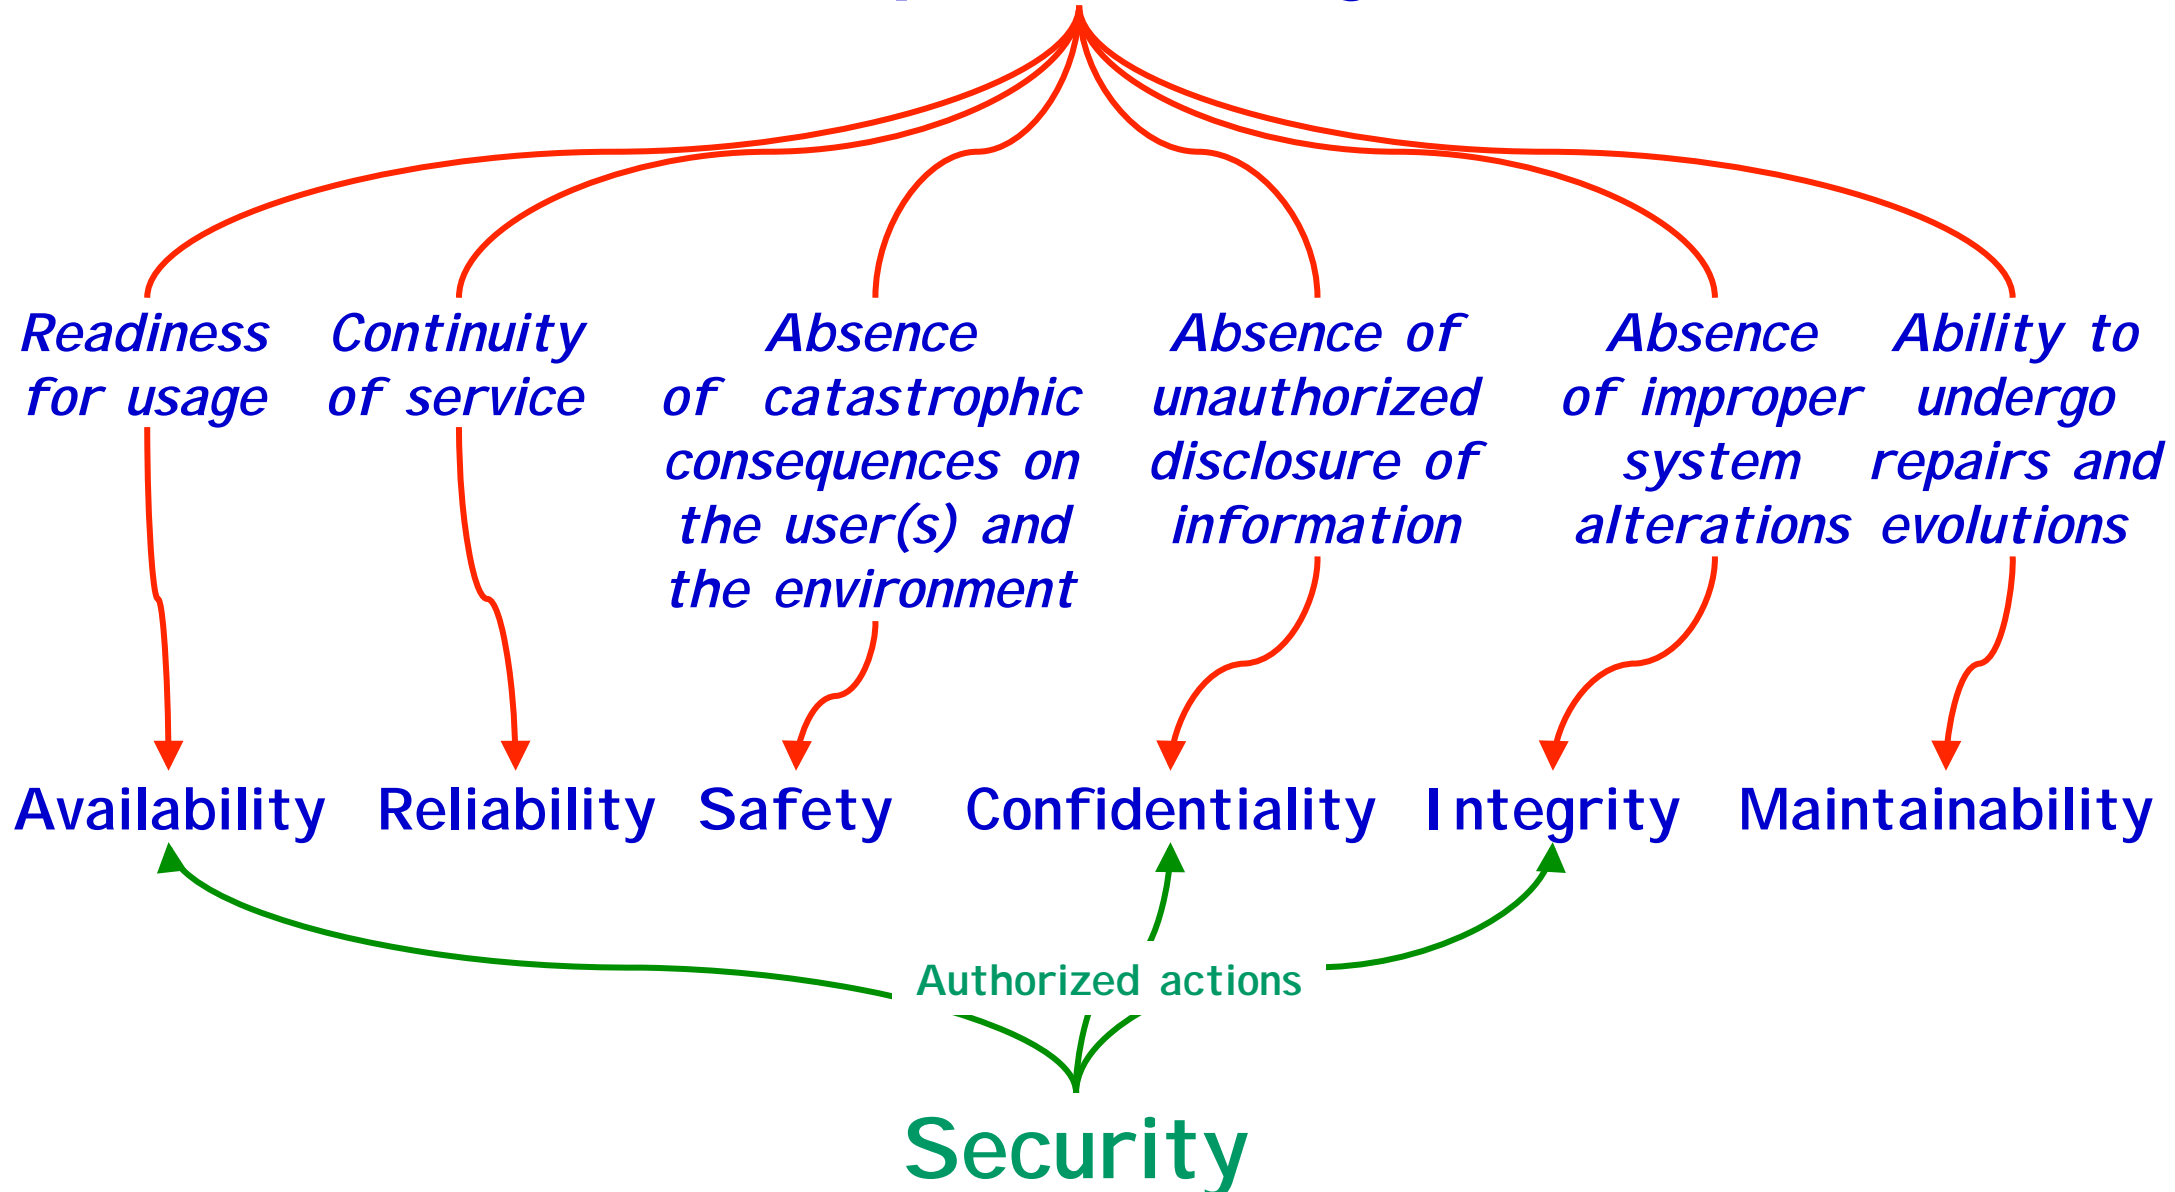 Readiness
for usage
Continuity
of service
Absence
of catastrophic
consequences on
the user(s) and
the environment
Absence of
unauthorized
disclosure of
information
Absence
of improper
system
alterations
Ability to
undergo
repairs and
evolutions
Availability Reliability Safety Confidentiality Integrity Maintainability
Authorized actions
Security